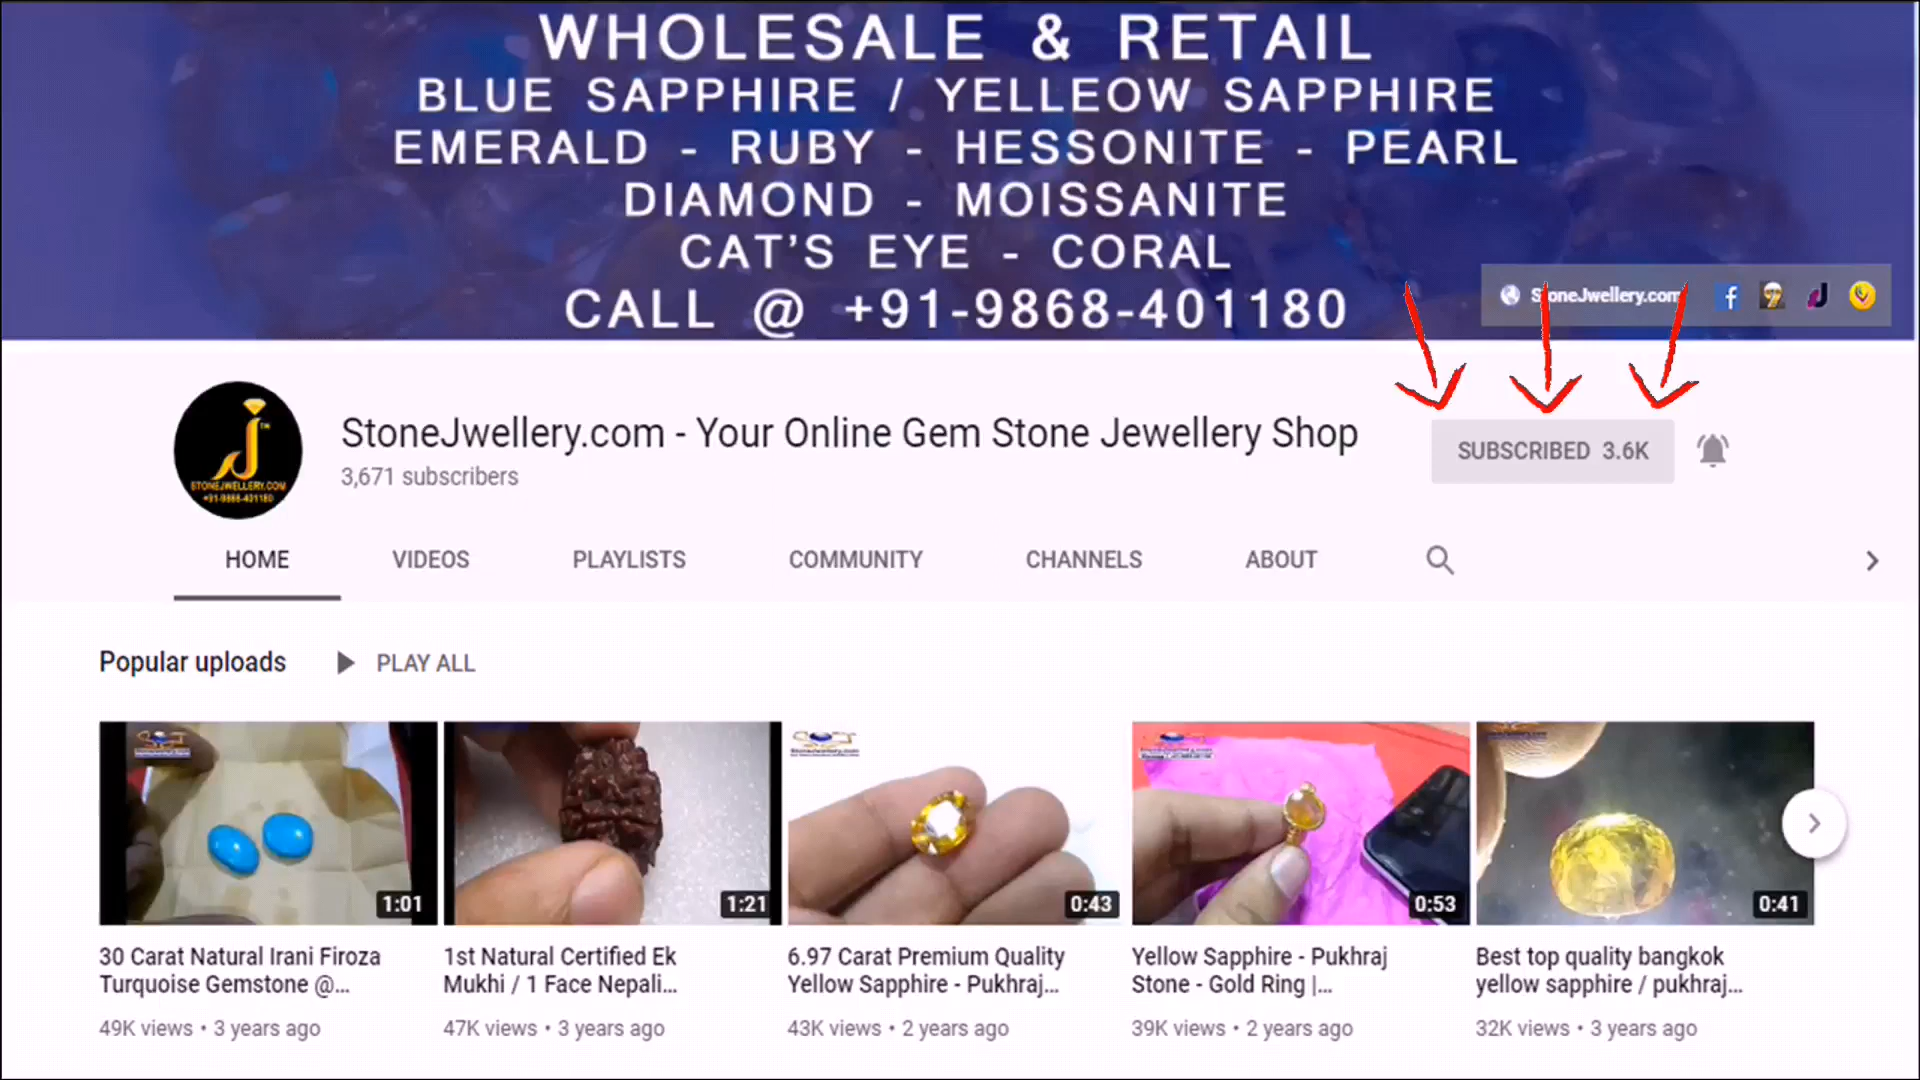 WHOLESALE & RETAIL
BLUE SAPPHIRE / YELLEOW SAPPHIRE
EMERALD - RUBY - HESSONITE - PEARL
DIAMOND - MOISSANITE
CAT'S EYE - CORAL
CALL @ +91-9868-401180
StoneJwellery.com
J TM
STONEJWELLERY.COM
+91-9868-401180
StoneJwellery.com - Your Online Gem Stone Jewellery Shop
3,671 subscribers
SUBSCRIBED 3.6K
HOME VIDEOS PLAYLISTS COMMUNITY CHANNELS ABOUT
Popular uploads PLAY ALL
1:01
1:21
0:43
0:53
0:41
30 Carat Natural Irani Firoza
Turquoise Gemstone @...
49K views • 3 years ago
1st Natural Certified Ek
Mukhi / 1 Face Nepali...
47K views • 3 years ago
6.97 Carat Premium Quality
Yellow Sapphire - Pukhraj...
43K views • 2 years ago
Yellow Sapphire - Pukhraj
Stone - Gold Ring |...
39K views • 2 years ago
Best top quality bangkok
yellow sapphire / pukhraj...
32K views • 3 years ago